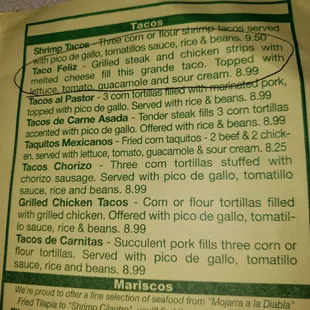 Tacos
Shrimp Tacos - Three corn or flour shrimp tacos served
with pico de gallo, tomatillos sauce, rice & beans. 9.50
Taco Feliz - Grilled steak and chicken strips with
melted cheese fill this grande taco. Topped with
lettuce, tomato, guacamole and sour cream. 8.99
Tacos al Pastor - 3 corn tortillas filled with marinated pork,
with pico de gallo. Served with rice & beans. 8.99
Tacos de Carne Asada - Tender steak fills 3 corn tortillas
accented with pico de gallo. Offered with rice & beans. 8.99
Taquitos Mexicanos - Fried corn taquitos - 2 beef & 2 chick-
en, served with lettuce, tomato, guacamole & sour cream. 8.25
Tacos Chorizo - Three corn tortillas stuffed with
chorizo sausage. Served with pico de gallo, tomatillo
sauce, rice and beans. 8.99
Grilled Chicken Tacos - Corn or flour tortillas filled
with grilled chicken. Offered with pico de gallo, tomatil-
lo sauce, rice & beans. 8.99
Tacos de Carnitas - Succulent pork fills three corn or
flour tortillas. Served with pico de gallo, tomatillo
sauce, rice and beans. 8.99
Mariscos
We're proud to offer a fine selection of seafood from "Mojarra a la Diabla"
Fried Tilapia to "Shrimp Cilantro",